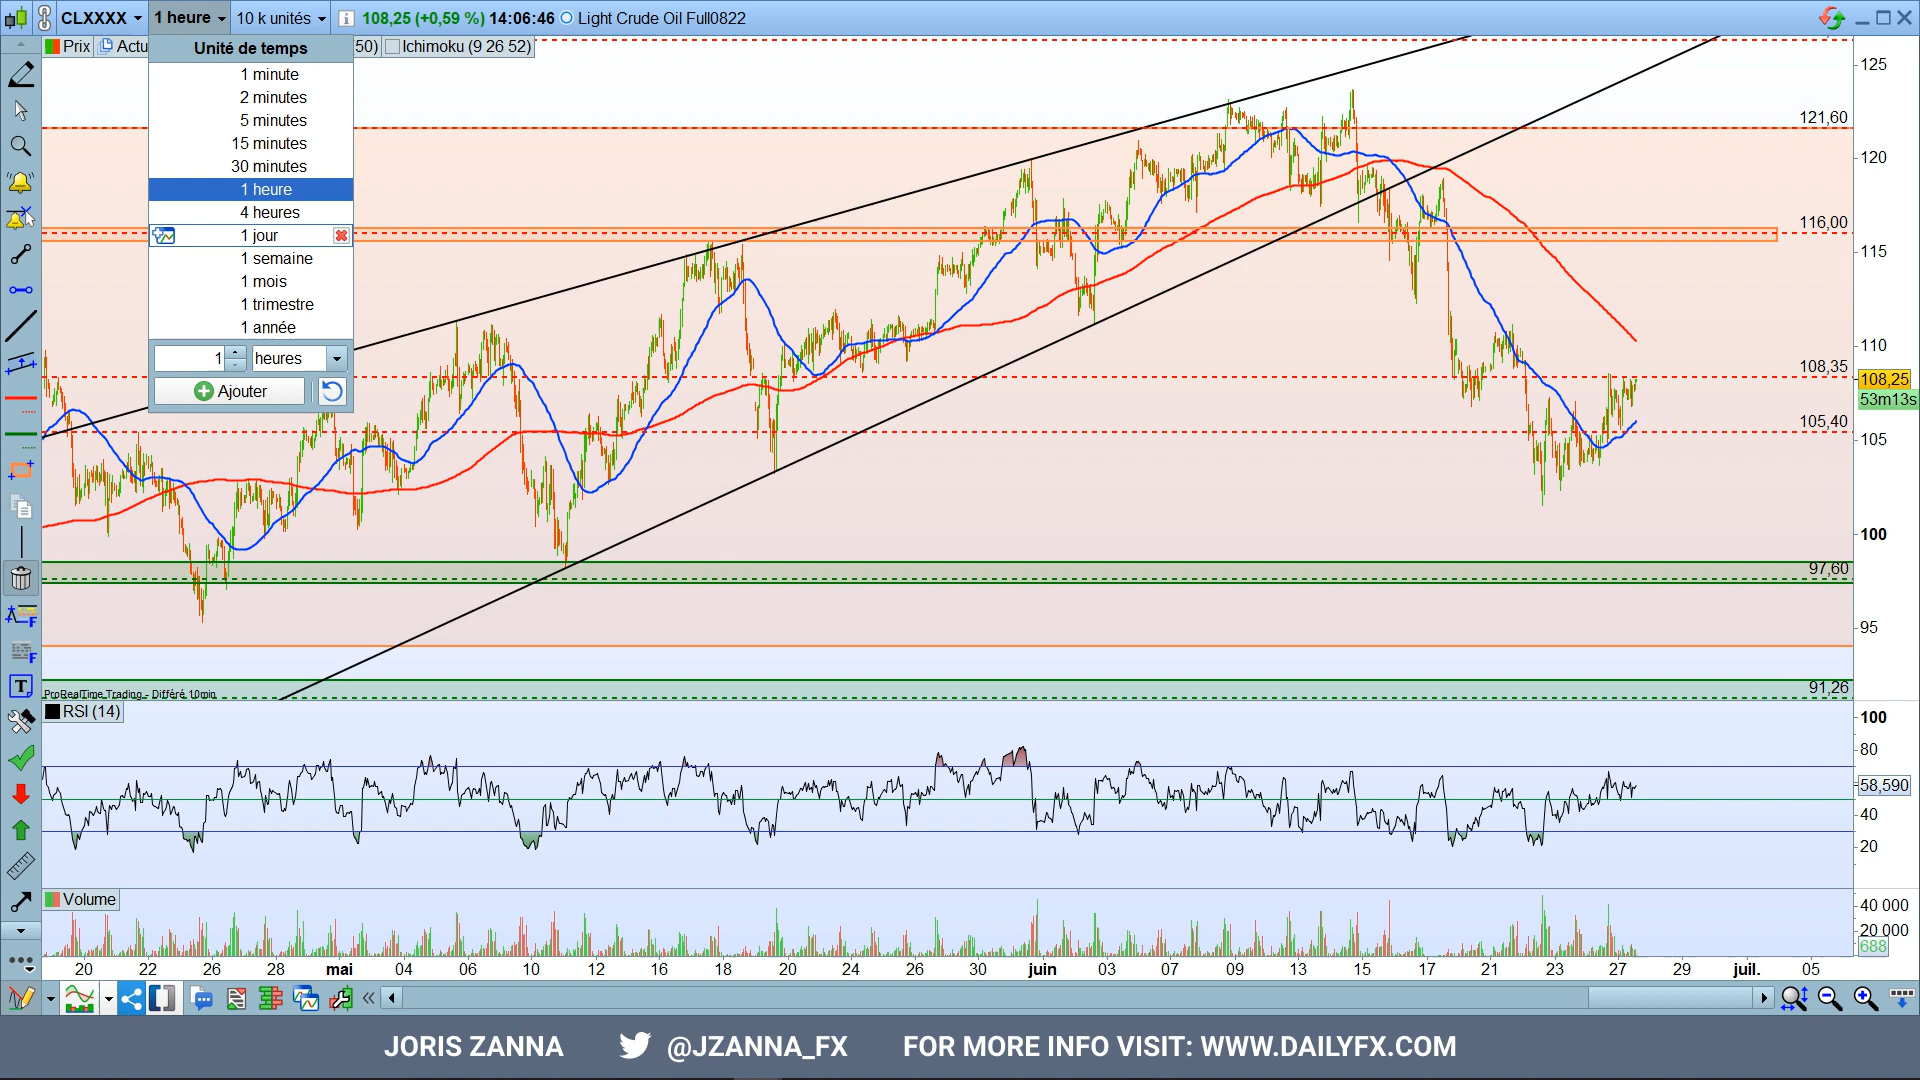 CLXXXX 1 heure 10 k unités 108,25 (+0,59 %) 14:06:46 Light Crude Oil Full0822
Prix Actu 50) Ichimoku (9 26 52)
Unité de temps
1 minute
2 minutes
5 minutes
15 minutes
30 minutes
1 heure
4 heures
1 jour
1 semaine
1 mois
1 trimestre
1 année
1 heures
Ajouter
125
121,60
120
116,00
115
110
108,35
108,25
53m13s
105,40
105
100
97,60
95
91,26
ProRealTime Trading - Différé 10min
RSI (14)
100
80
58,590
40
20
Volume
40 000
20 000
688
20 22 26 28 mai 04 06 10 12 16 18 20 24 26 30 juin 03 07 09 13 15 17 21 23 27 29 juil. 05
JORIS ZANNA @JZANNA_FX FOR MORE INFO VISIT: WWW.DAILYFX.COM